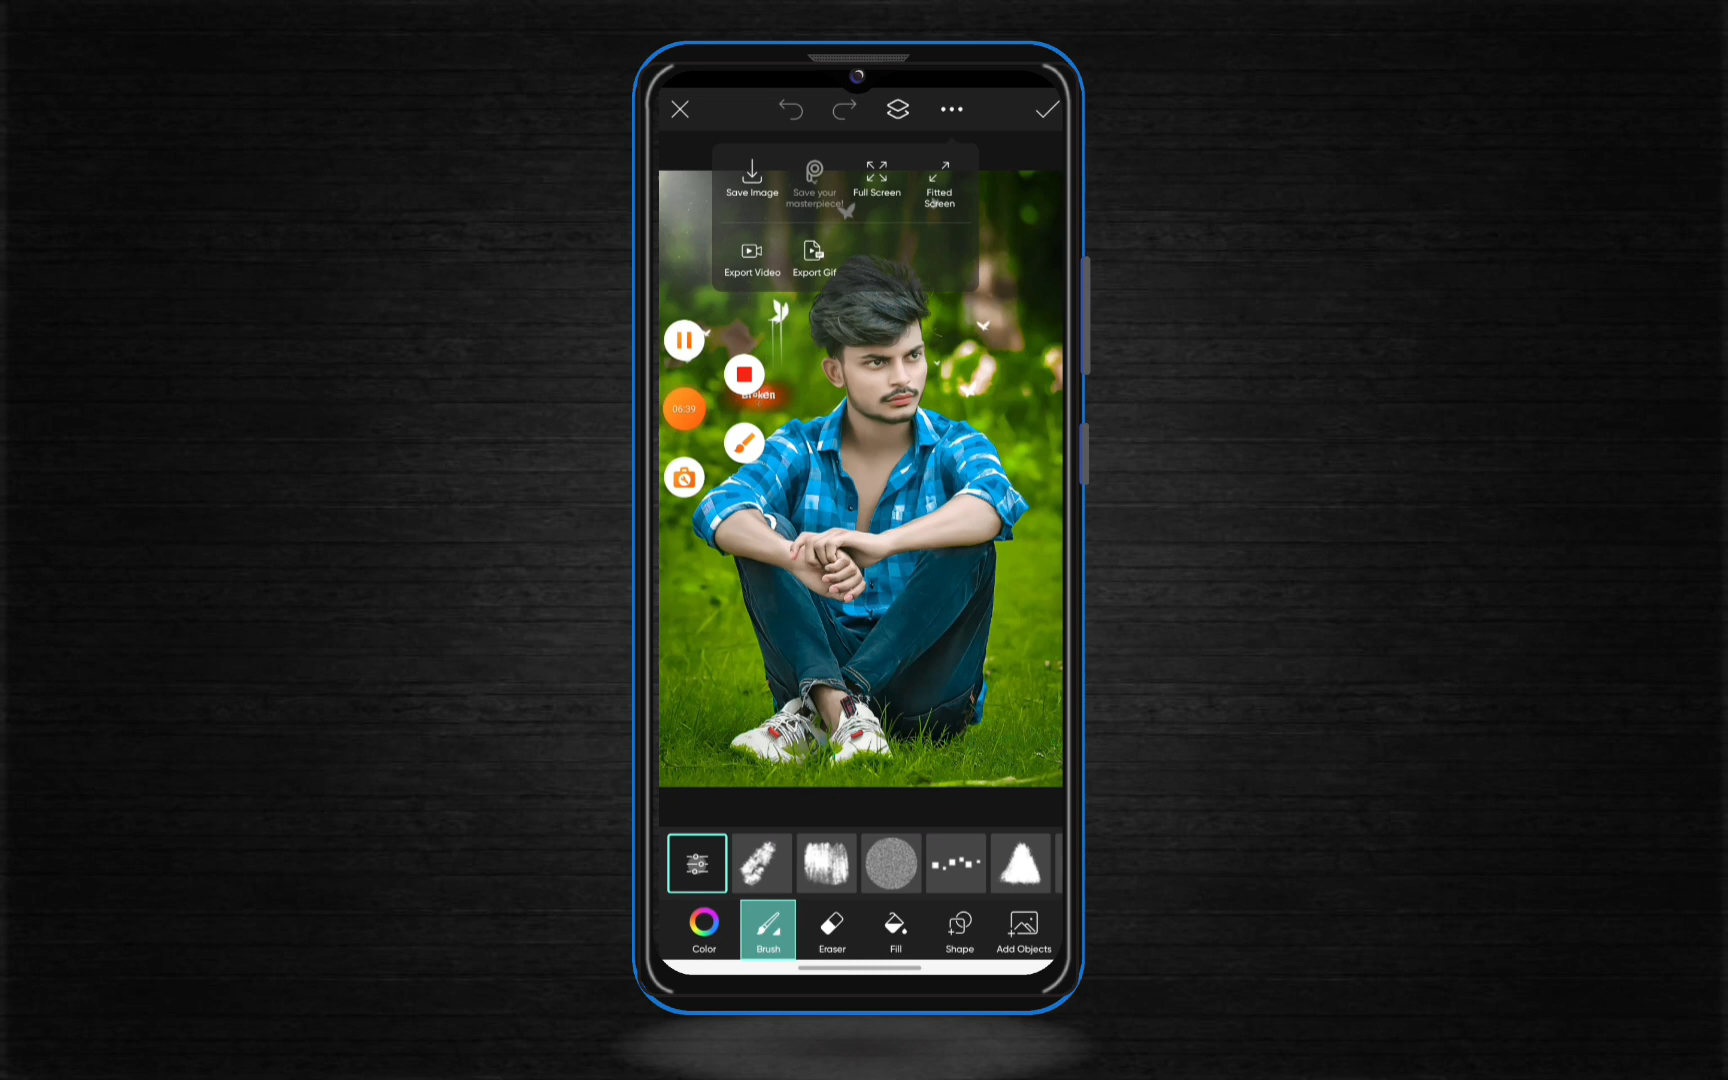 Save Image
Save your
masterpiece!
Full Screen
Fitted
Screen
Export Video
Export Gif
Broken
06:39
Color
Brush
Eraser
Fill
Shape
Add Objects